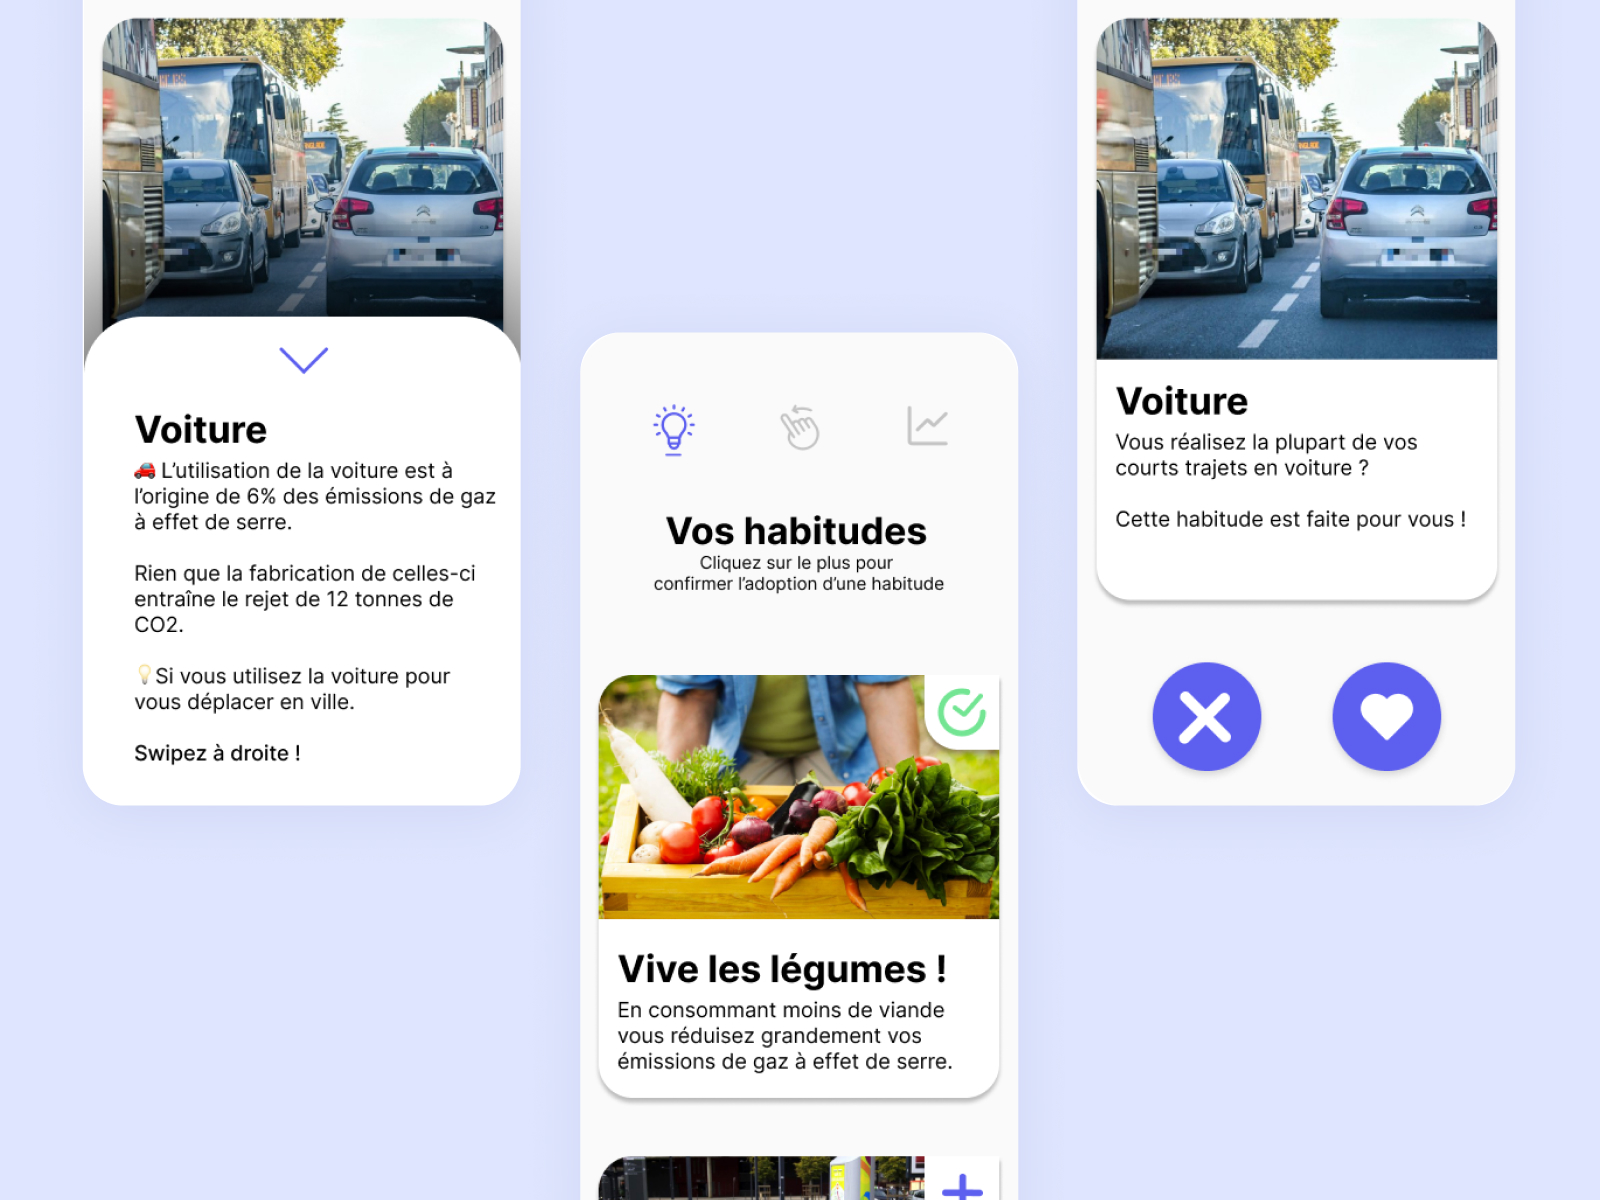 Voiture
🚗 L’utilisation de la voiture est à
l’origine de 6% des émissions de gaz
à effet de serre.
Rien que la fabrication de celles-ci
entraîne le rejet de 12 tonnes de
CO2.
💡Si vous utilisez la voiture pour
vous déplacer en ville.
Swipez à droite !
Vos habitudes
Cliquez sur le plus pour
confirmer l’adoption d’une habitude
Vive les légumes !
En consommant moins de viande
vous réduisez grandement vos
émissions de gaz à effet de serre.
Voiture
Vous réalisez la plupart de vos
courts trajets en voiture ?
Cette habitude est faite pour vous !